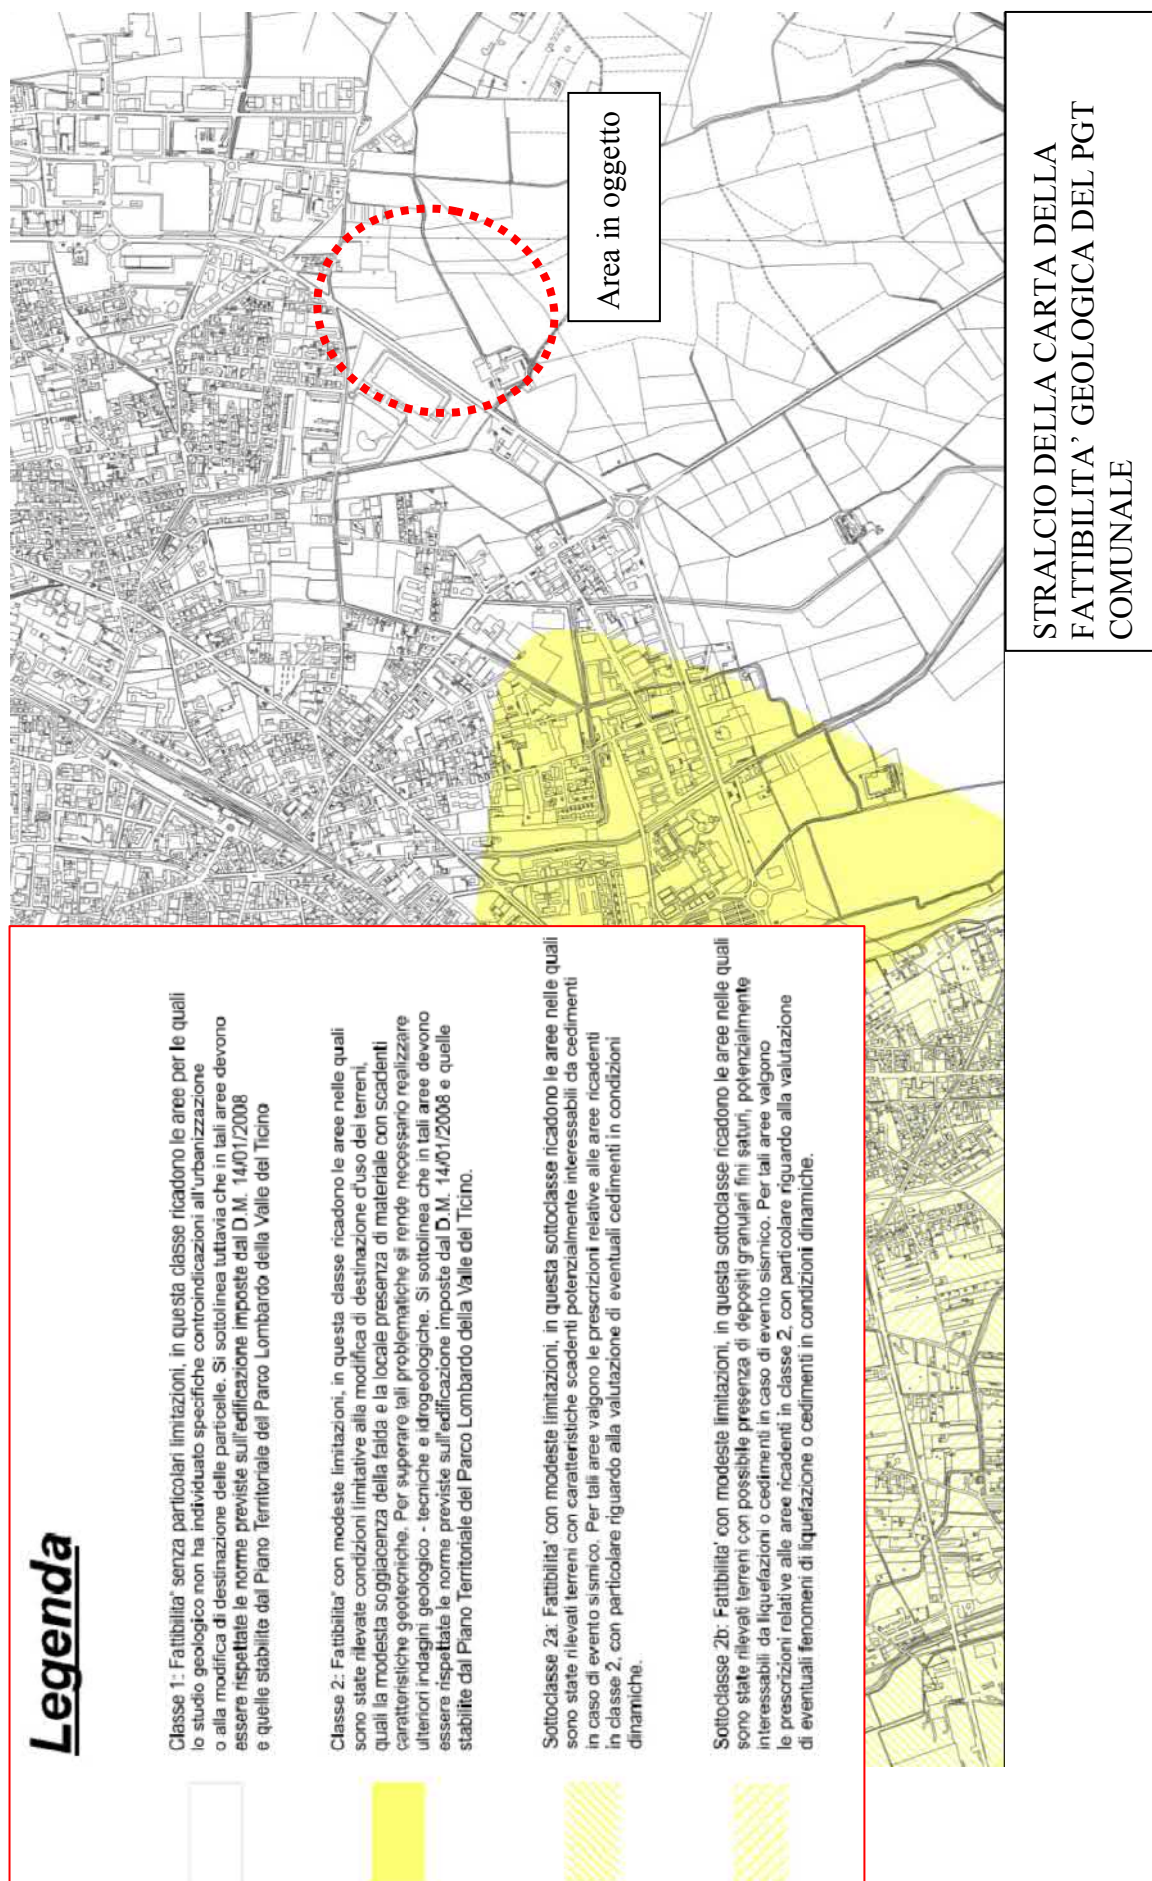 Legenda
Classe 1: Fattibilita' senza particolari limitazioni, in questa classe ricadono le aree per le quali
lo studio geologico non ha individuato specifiche controindicazioni all'urbanizzazione
o alla modifica di destinazione delle particelle. Si sottolinea tuttavia che in tali aree devono
essere rispettate le norme previste sull'edificazione imposte dal D.M. 14/01/2008
e quelle stabilite dal Piano Territoriale del Parco Lombardo della Valle del Ticino
Classe 2: Fattibilita" con modeste limitazioni, in questa classe ricadono le aree nelle quali
sono state rilevate condizioni limitative alla modifica di destinazione d'uso dei terreni,
quali la modesta soggiacenza della falda e la locale presenza di materiale con scadenti
caratteristiche geotecniche. Per superare tali problematiche si rende necessario realizzare
ulteriori indagini geologico - tecniche e idrogeologiche. Si sottolinea che in tali aree devono
essere rispettate le norme previste sull'edificazione imposte dal D.M. 14/01/2008 e quelle
stabilite dal Piano Territoriale del Parco Lombardo della Valle del Ticino.
Sottoclasse 2a: Fattibilita' con modeste limitazioni, in questa sottoclasse ricadono le aree nelle quali
sono state rilevati terreni con caratteristiche scadenti potenzialmente interessabili da cedimenti
in caso di evento sismico. Per tali aree valgono le prescrizioni relative alle aree ricadenti
in classe 2, con particolare riguardo alla valutazione di eventuali cedimenti in condizioni
dinamiche.
Sottoclasse 2b: Fattibilita' con modeste limitazioni, in questa sottoclasse ricadono le aree nelle quali
sono state rilevati terreni con possibile presenza di depositi granulari fini saturi, potenzialmente
interessabili da liquefazioni o cedimenti in caso di evento sismico. Per tali aree valgono
le prescrizioni relative alle aree ricadenti in classe 2, con particolare riguardo alla valutazione
di eventuali fenomeni di liquefazione o cedimenti in condizioni dinamiche.
Area in oggetto
STRALCIO DELLA CARTA DELLA
FATTIBILITA' GEOLOGICA DEL PGT
COMUNALE